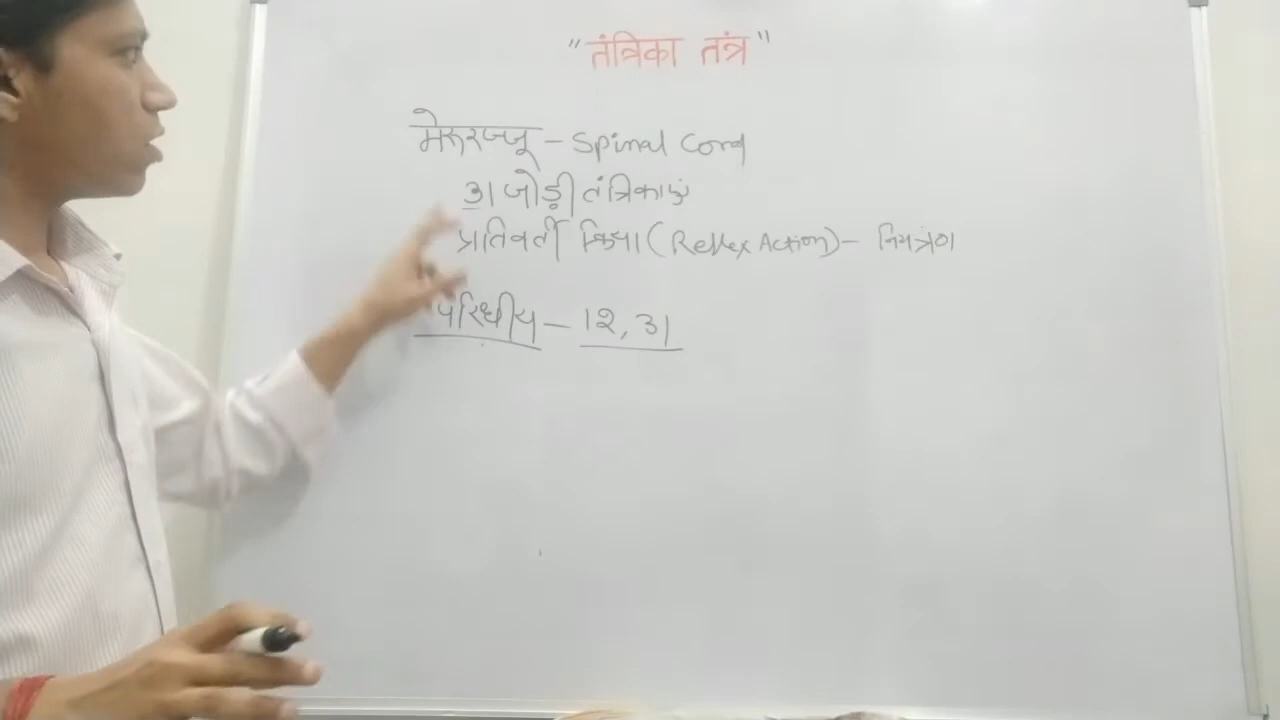 "तंत्रिका तंत्र"
मेरूरज्जू - Spinal Cord
31 जोड़ी तंत्रिकाएं
प्रतिवर्ती क्रिया (Reflex Action) - नियंत्रण
परिधीय - 12, 31